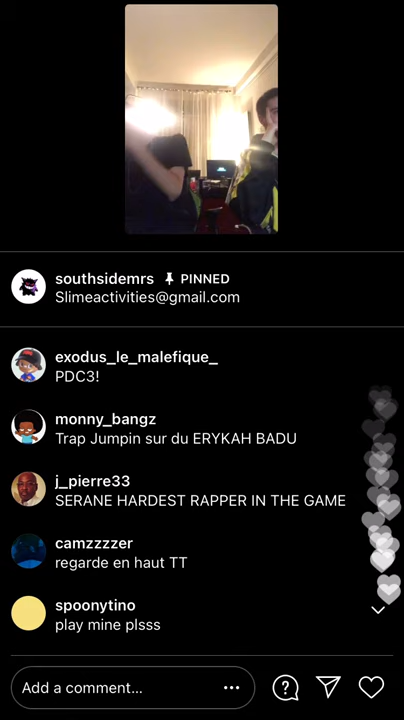 southsidemrs PINNED
Slimeactivities@gmail.com
exodus_le_malefique_
PDC3!
monny_bangz
Trap Jumpin sur du ERYKAH BADU
j_pierre33
SERANE HARDEST RAPPER IN THE GAME
camzzzzer
regarde en haut TT
spoonytino
play mine plsss
Add a comment...